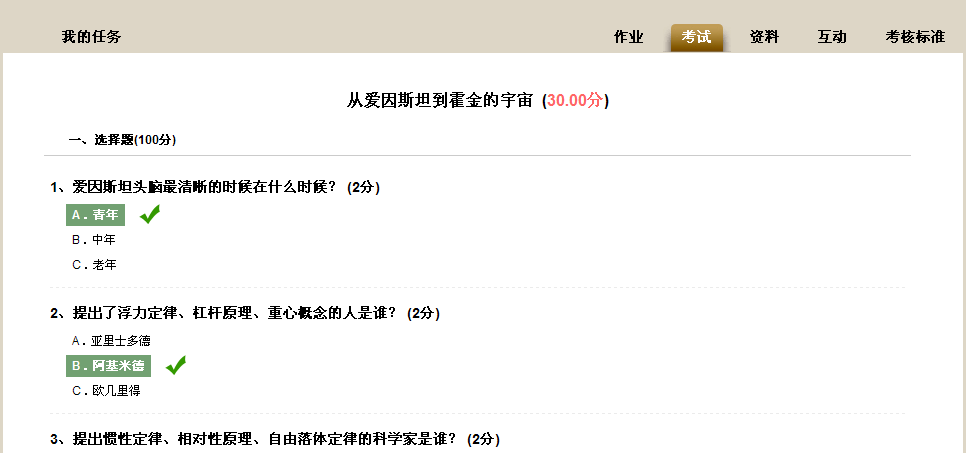 我的任务 作业 考试 资料 互动 考核标准
从爱因斯坦到霍金的宇宙 (30.00分)
一、选择题(100分)
1、爱因斯坦头脑最清晰的时候在什么时候? (2分)
A．青年
B．中年
C．老年
2、提出了浮力定律、杠杆原理、重心概念的人是谁? (2分)
A．亚里士多德
B．阿基米德
C．欧几里得
3、提出惯性定律、相对性原理、自由落体定律的科学家是谁? (2分)